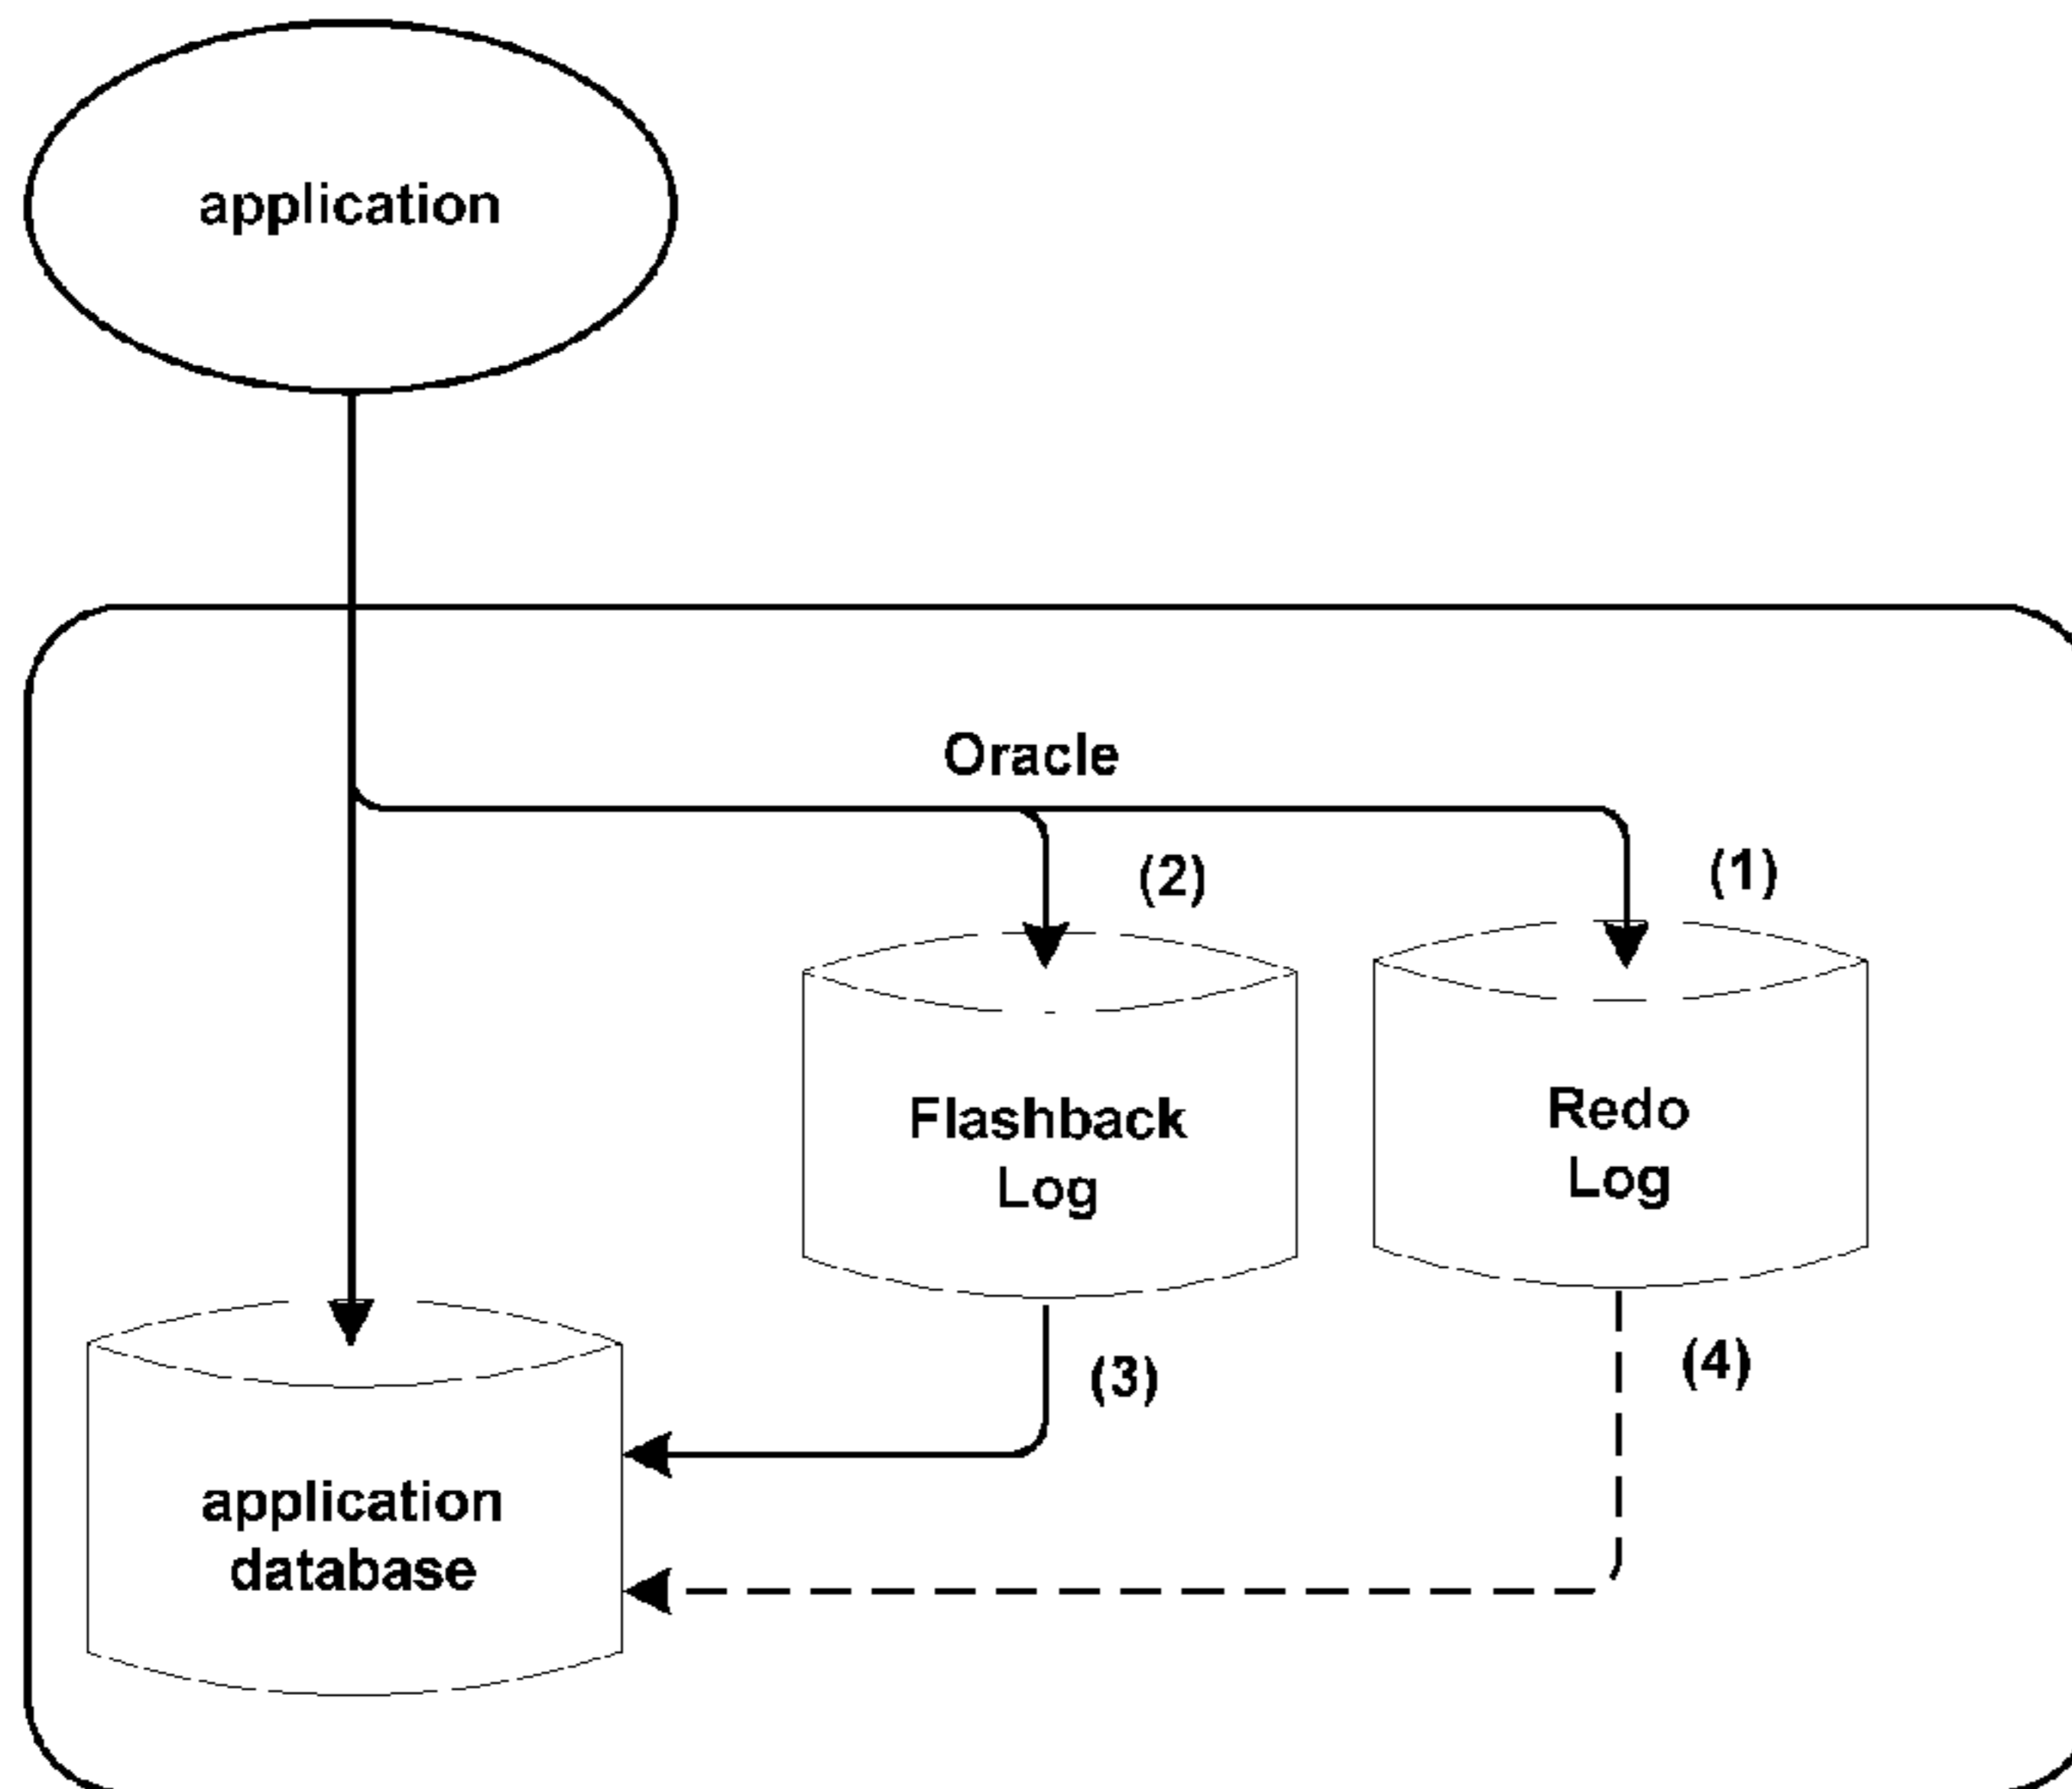 application
Oracle
(2)
(1)
Flashback
Log
Redo
Log
(3)
(4)
application
database